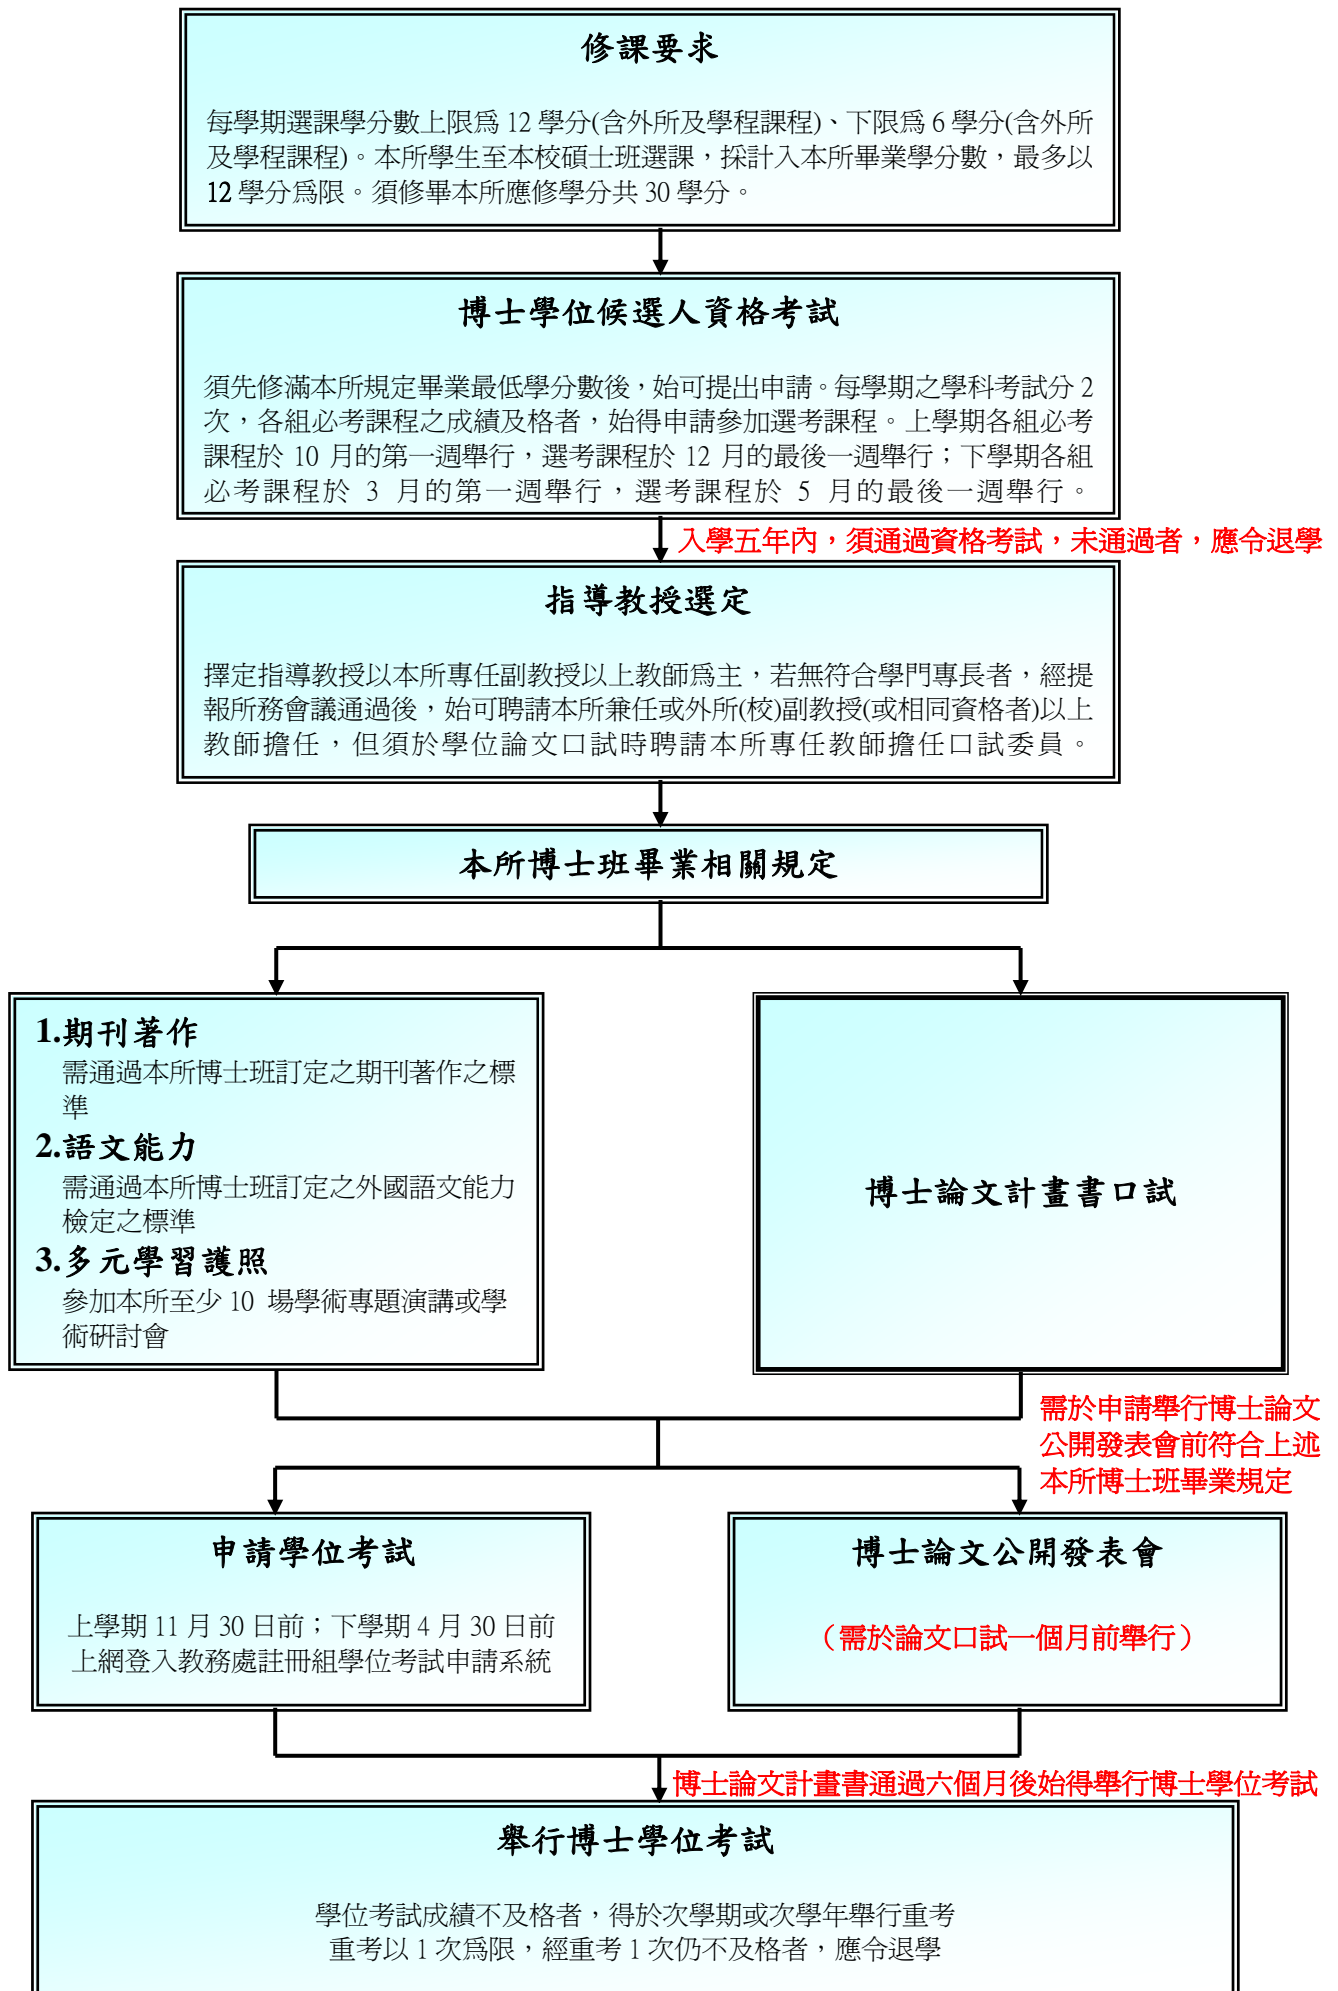 修課要求
每學期選課學分數上限為 12 學分(含外所及學程課程)、下限為 6 學分(含外所
及學程課程)。本所學生至本校碩士班選課，採計入本所畢業學分數，最多以
12 學分為限。須修畢本所應修學分共 30 學分。
博士學位候選人資格考試
須先修滿本所規定畢業最低學分數後，始可提出申請。每學期之學科考試分 2
次，各組必考課程之成績及格者，始得申請參加選考課程。上學期各組必考
課程於 10 月的第一週舉行，選考課程於 12 月的最後一週舉行；下學期各組
必考課程於 3 月的第一週舉行，選考課程於 5 月的最後一週舉行。
入學五年內，須通過資格考試，未通過者，應令退學
指導教授選定
擇定指導教授以本所專任副教授以上教師為主，若無符合學門專長者，經提
報所務會議通過後，始可聘請本所兼任或外所(校)副教授(或相同資格者)以上
教師擔任，但須於學位論文口試時聘請本所專任教師擔任口試委員。
本所博士班畢業相關規定
1.期刊著作
需通過本所博士班訂定之期刊著作之標
準
2.語文能力
需通過本所博士班訂定之外國語文能力
檢定之標準
3.多元學習護照
參加本所至少 10 場學術專題演講或學
術研討會
博士論文計畫書口試
需於申請舉行博士論文
公開發表會前符合上述
本所博士班畢業規定
申請學位考試
上學期 11 月 30 日前；下學期 4 月 30 日前
上網登入教務處註冊組學位考試申請系統
博士論文公開發表會
（需於論文口試一個月前舉行）
博士論文計畫書通過六個月後始得舉行博士學位考試
舉行博士學位考試
學位考試成績不及格者，得於次學期或次學年舉行重考
重考以 1 次為限，經重考 1 次仍不及格者，應令退學